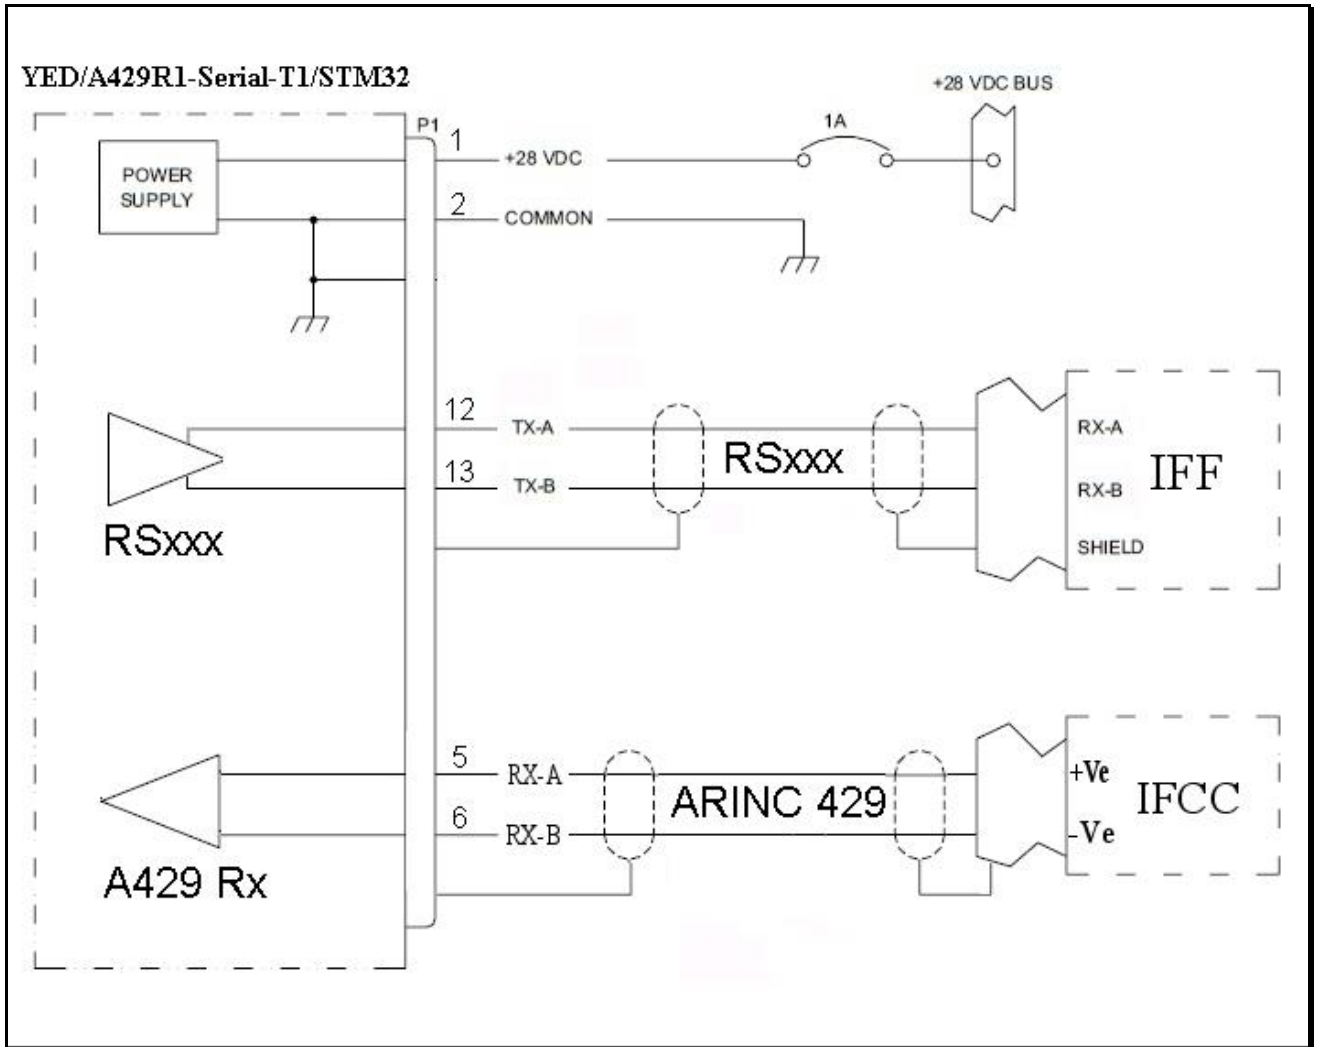 YED/A429R1-Serial-T1/STM32
+28 VDC BUS
P1
1
1A
POWER
SUPPLY
+28 VDC
2
COMMON
12
TX-A
RX-A
RSxxx
13
TX-B
RX-B
IFF
RSxxx
SHIELD
5
RX-A
+Ve
ARINC 429
IFCC
6
RX-B
-Ve
A429 Rx